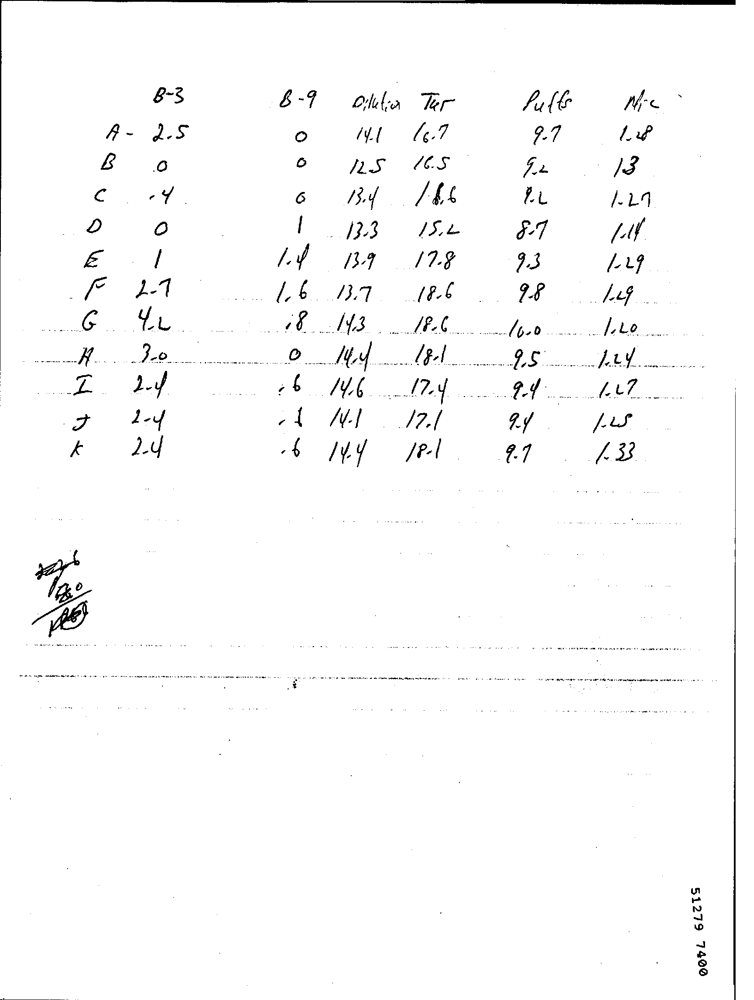 B-3 B-9 Dilution Tar Puffs Nic
A - 2.5 0 14.1 16.7 9.7 1.28
B 0 0 12.5 16.5 9.2 13
C .4 0 13.4 18.6 9.2 1.27
D 0 1 13.3 15.2 8.7 1.14
E 1 1.4 13.9 17.8 9.3 1.29
F 2.7 1.6 13.7 18.6 9.8 1.29
G 4.2 .8 14.3 18.6 10.0 1.20
H 3.0 0 14.4 18.1 9.5 1.24
I 2.4 .6 14.6 17.4 9.4 1.27
J 2.4 14.1 17.1 9.4 1.25
K 2.4 .6 14.4 18.1 9.7 1.33
51279 7400